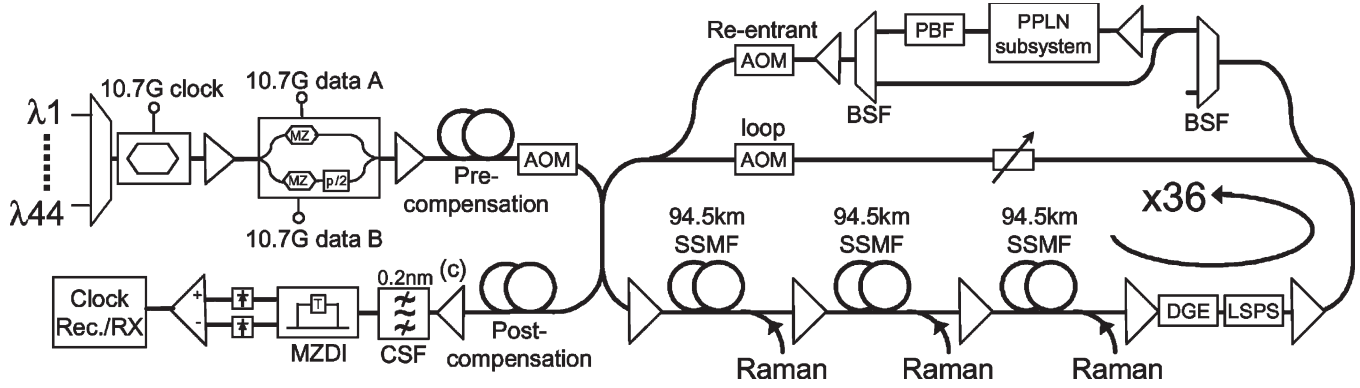 λ1
λ44
10.7G clock
10.7G data A
MZ
MZ
p/2
10.7G data B
Pre-
compensation
AOM
Re-entrant
AOM
BSF
PBF
PPLN
subsystem
BSF
loop
AOM
x36
94.5km
SSMF
94.5km
SSMF
94.5km
SSMF
Raman
Raman
Raman
DGE
LSPS
Clock
Rec./RX
+
-
T
MZDI
0.2nm
(c)
CSF
Post-
compensation